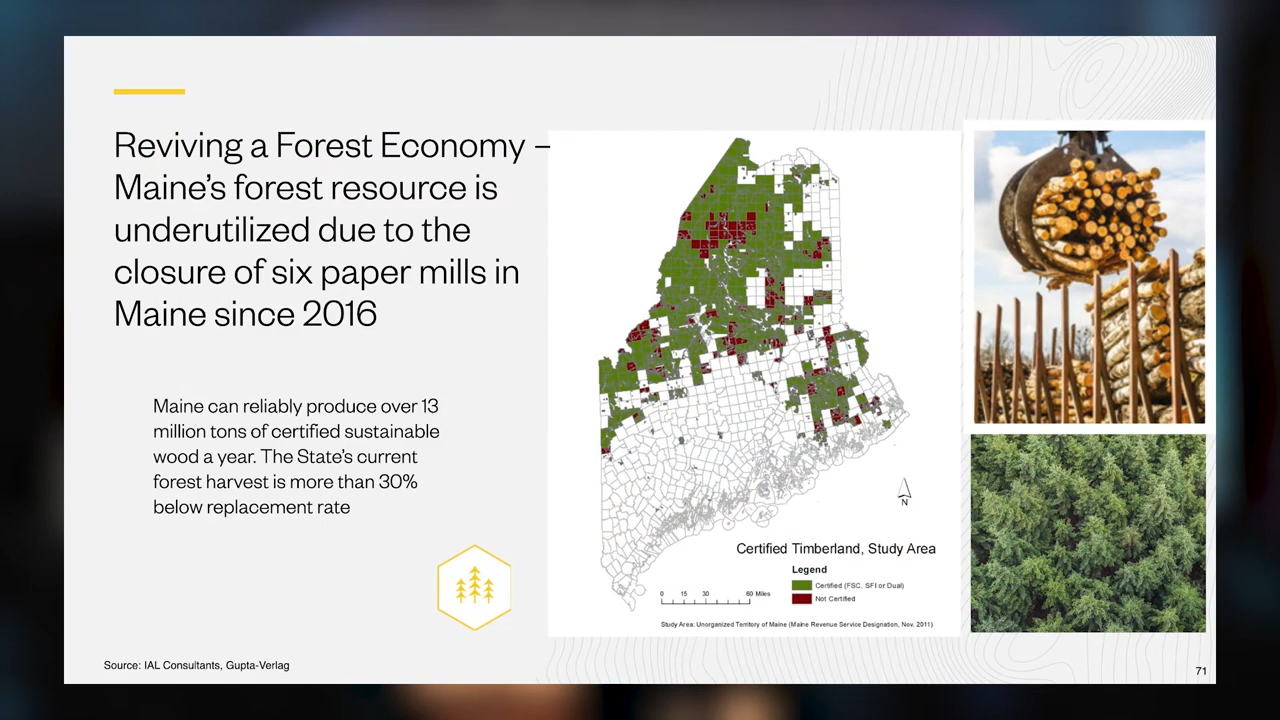 Reviving a Forest Economy –
Maine's forest resource is
underutilized due to the
closure of six paper mills in
Maine since 2016
Maine can reliably produce over 13
million tons of certified sustainable
wood a year. The State's current
forest harvest is more than 30%
below replacement rate
N
Certified Timberland, Study Area
Legend
Certified (FSC, SFI or Dual)
Not Certified
0 15 30 60 Miles
Study Area: Unorganized Territory of Maine (Maine Revenue Service Designation, Nov. 2011)
Source: IAL Consultants, Gupta-Verlag
71